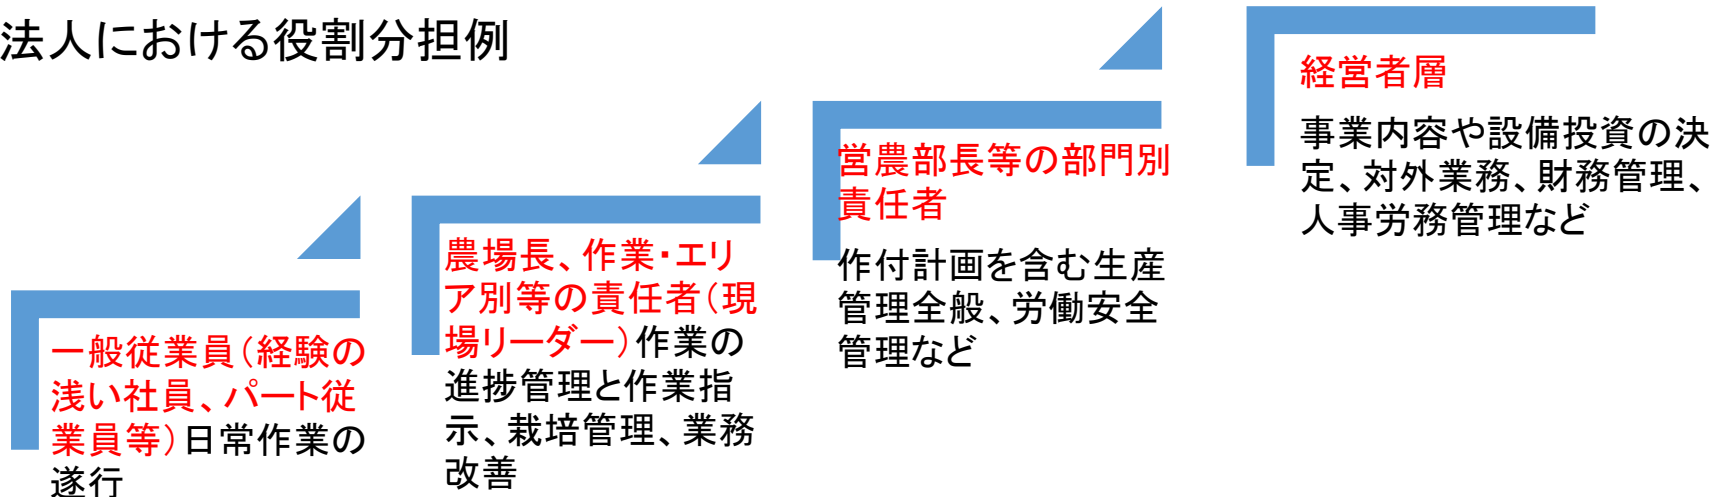 法人における役割分担例
一般従業員（経験の
浅い社員、パート従
業員等）日常作業の
遂行
農場長、作業・エリ
ア別等の責任者（現
場リーダー）作業の
進捗管理と作業指
示、栽培管理、業務
改善
営農部長等の部門別
責任者
作付計画を含む生産
管理全般、労働安全
管理など
経営者層
事業内容や設備投資の決
定、対外業務、財務管理、
人事労務管理など